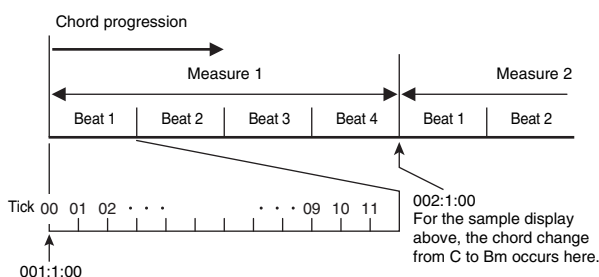 Chord progression
Measure 1 Measure 2
Beat 1 Beat 2 Beat 3 Beat 4 Beat 1 Beat 2
Tick 00 01 02 · · · · · · 09 10 11
002:1:00
For the sample display
above, the chord change
from C to Bm occurs here.
001:1:00